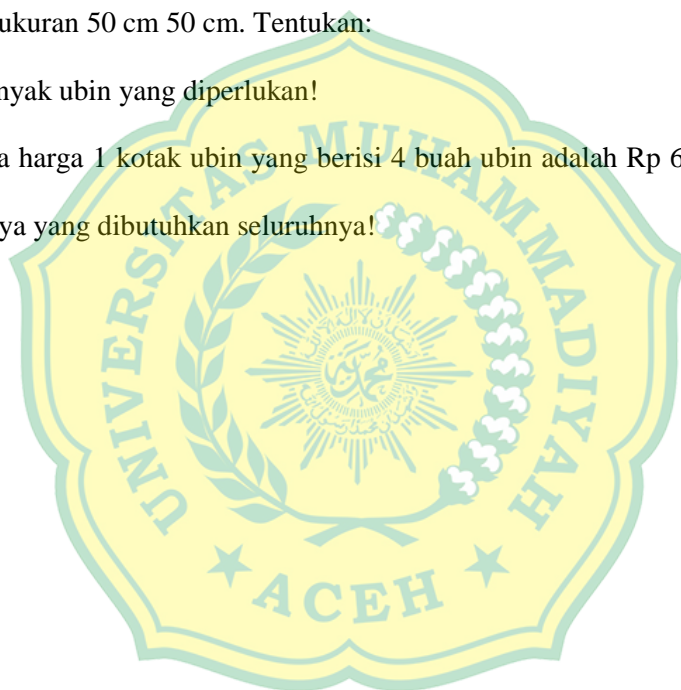 ukuran 50 cm 50 cm. Tentukan:
nyak ubin yang diperlukan!
a harga 1 kotak ubin yang berisi 4 buah ubin adalah Rp 6
ya yang dibutuhkan seluruhnya!
UNIVERSITAS MUHAMMADIYAH
ACEH